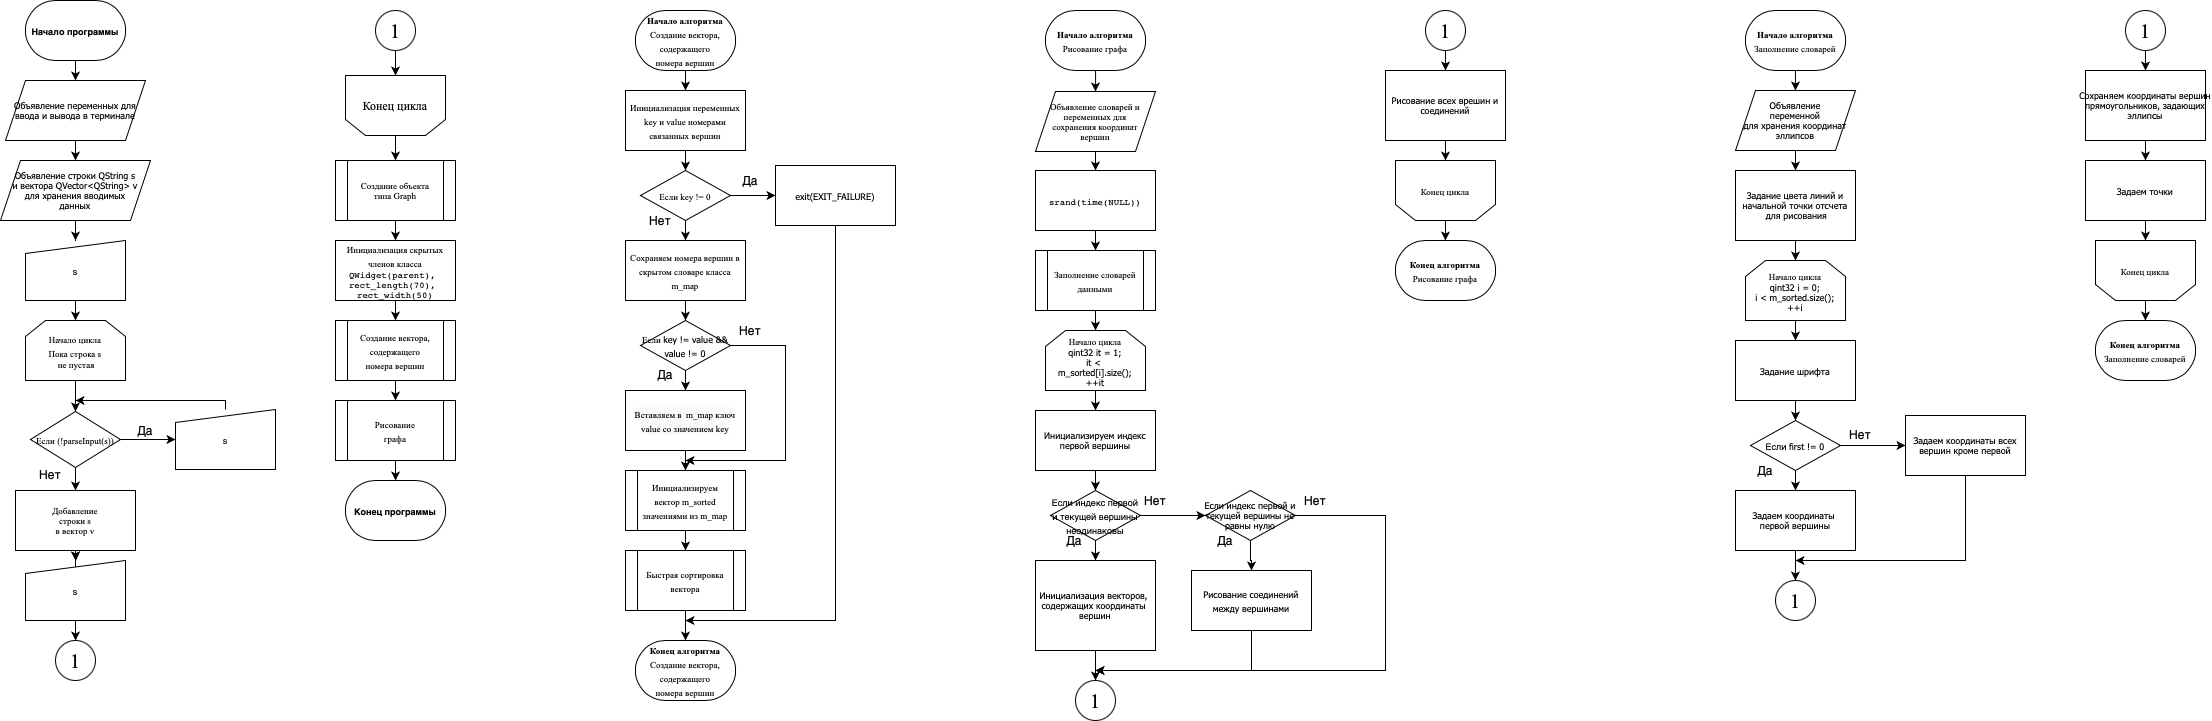 Начало программы
Объявление переменных для
ввода и вывода в терминале
Объявление строки QString s
и вектора QVector<QString> v
для хранения вводимых
данных
s
Начало цикла
Пока строка s
не пустая
Если (!parseInput(s))
Да
s
Нет
Добавление
строки s
в вектор v
s
1
1
Конец цикла
Создание объекта
типа Graph
Инициализация скрытых
членов класса
QWidget(parent),
rect_length(70),
rect_width(50)
Создание вектора,
содержащего
номера вершин
Рисование
графа
Конец программы
Начало алгоритма
Создание вектора,
содержащего
номера вершин
Инициализация переменных
key и value номерами
связанных вершин
Если key != 0
Да
exit(EXIT_FAILURE)
Нет
Сохраняем номера вершин в
скрытом словаре класса
m_map
Если key != value &&
value != 0
Нет
Да
Вставляем в m_map ключ
value со значением key
Инициализируем
вектор m_sorted
значениями из m_map
Быстрая сортировка
вектора
Конец алгоритма
Создание вектора,
содержащего
номера вершин
Начало алгоритма
Рисование графа
Объявление словарей и
переменных для
сохранения координат
вершин
srand(time(NULL))
Заполнение словарей
данными
Начало цикла
qint32 it = 1;
it <
m_sorted[i].size();
++it
Инициализируем индекс
первой вершины
Если индекс первой
и текущей вершины
неодинаковы
Нет
Да
Если индекс первой и
текущей вершины не
равны нулю
Нет
Да
Инициализация векторов,
содержащих координаты
вершин
Рисование соединений
между вершинами
1
1
Рисование всех врешин и
соединений
Конец цикла
Конец алгоритма
Рисование графа
Начало алгоритма
Заполнение словарей
Объявление
переменной
для хранения координат
эллипсов
Задание цвета линий и
начальной точки отсчета
для рисования
Начало цикла
qint32 i = 0;
i < m_sorted.size();
++i
Задание шрифта
Если first != 0
Нет
Задаем координаты всех
вершин кроме первой
Да
Задаем координаты
первой вершины
1
1
Сохраняем координаты вершин
прямоугольников, задающих
эллипсы
Задаем точки
Конец цикла
Конец алгоритма
Заполнение словарей